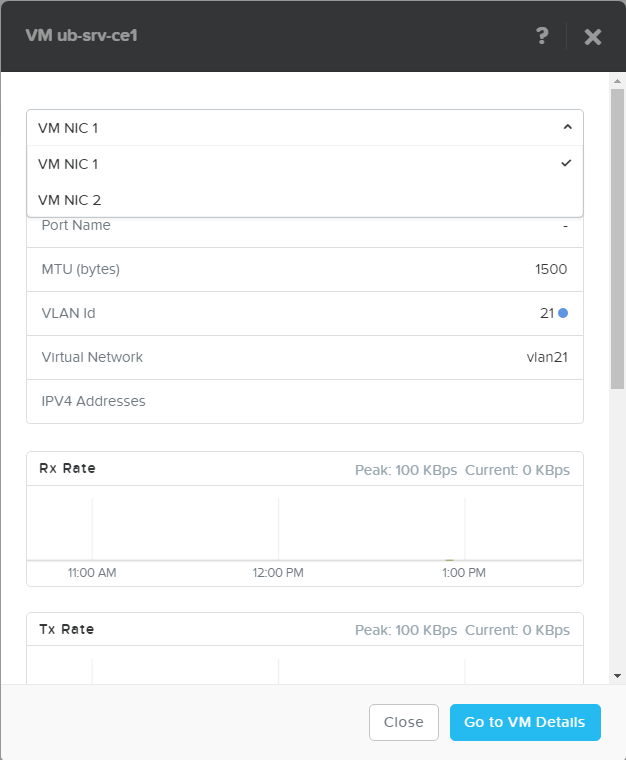 VM ub-srv-ce1 ?
VM NIC 1
VM NIC 1
VM NIC 2
Port Name -
MTU (bytes) 1500
VLAN Id 21
Virtual Network vlan21
IPV4 Addresses
Rx Rate Peak: 100 KBps Current: 0 KBps
11:00 AM 12:00 PM 1:00 PM
Tx Rate Peak: 100 KBps Current: 0 KBps
Close Go to VM Details